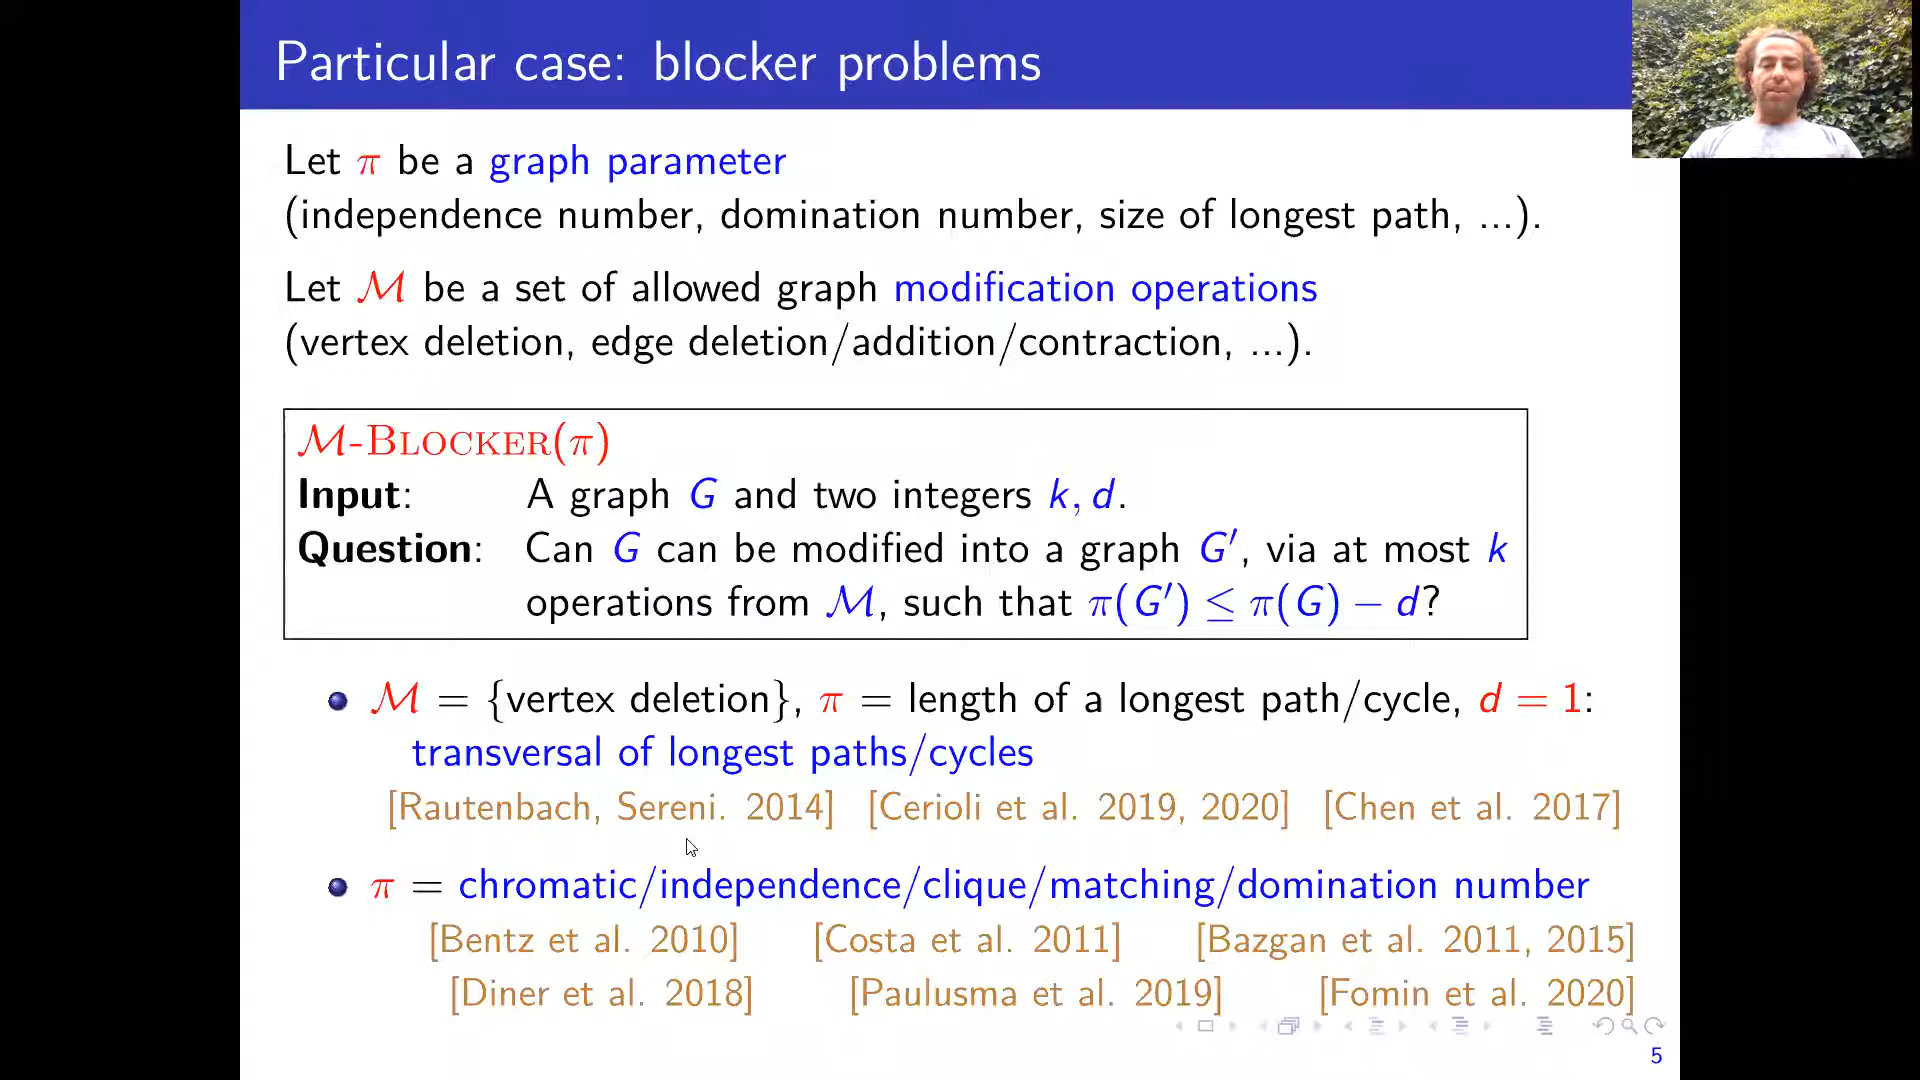 Particular case: blocker problems
Let π be a graph parameter
(independence number, domination number, size of longest path, ...).
Let ℳ be a set of allowed graph modification operations
(vertex deletion, edge deletion/addition/contraction, ...).
ℳ-Blocker(π)
Input: A graph G and two integers k, d.
Question: Can G can be modified into a graph G′, via at most k
operations from ℳ, such that π(G′) ≤ π(G) − d?
ℳ = {vertex deletion}, π = length of a longest path/cycle, d = 1:
transversal of longest paths/cycles
[Rautenbach, Sereni. 2014] [Cerioli et al. 2019, 2020] [Chen et al. 2017]
π = chromatic/independence/clique/matching/domination number
[Bentz et al. 2010] [Costa et al. 2011] [Bazgan et al. 2011, 2015]
[Diner et al. 2018] [Paulusma et al. 2019] [Fomin et al. 2020]
5